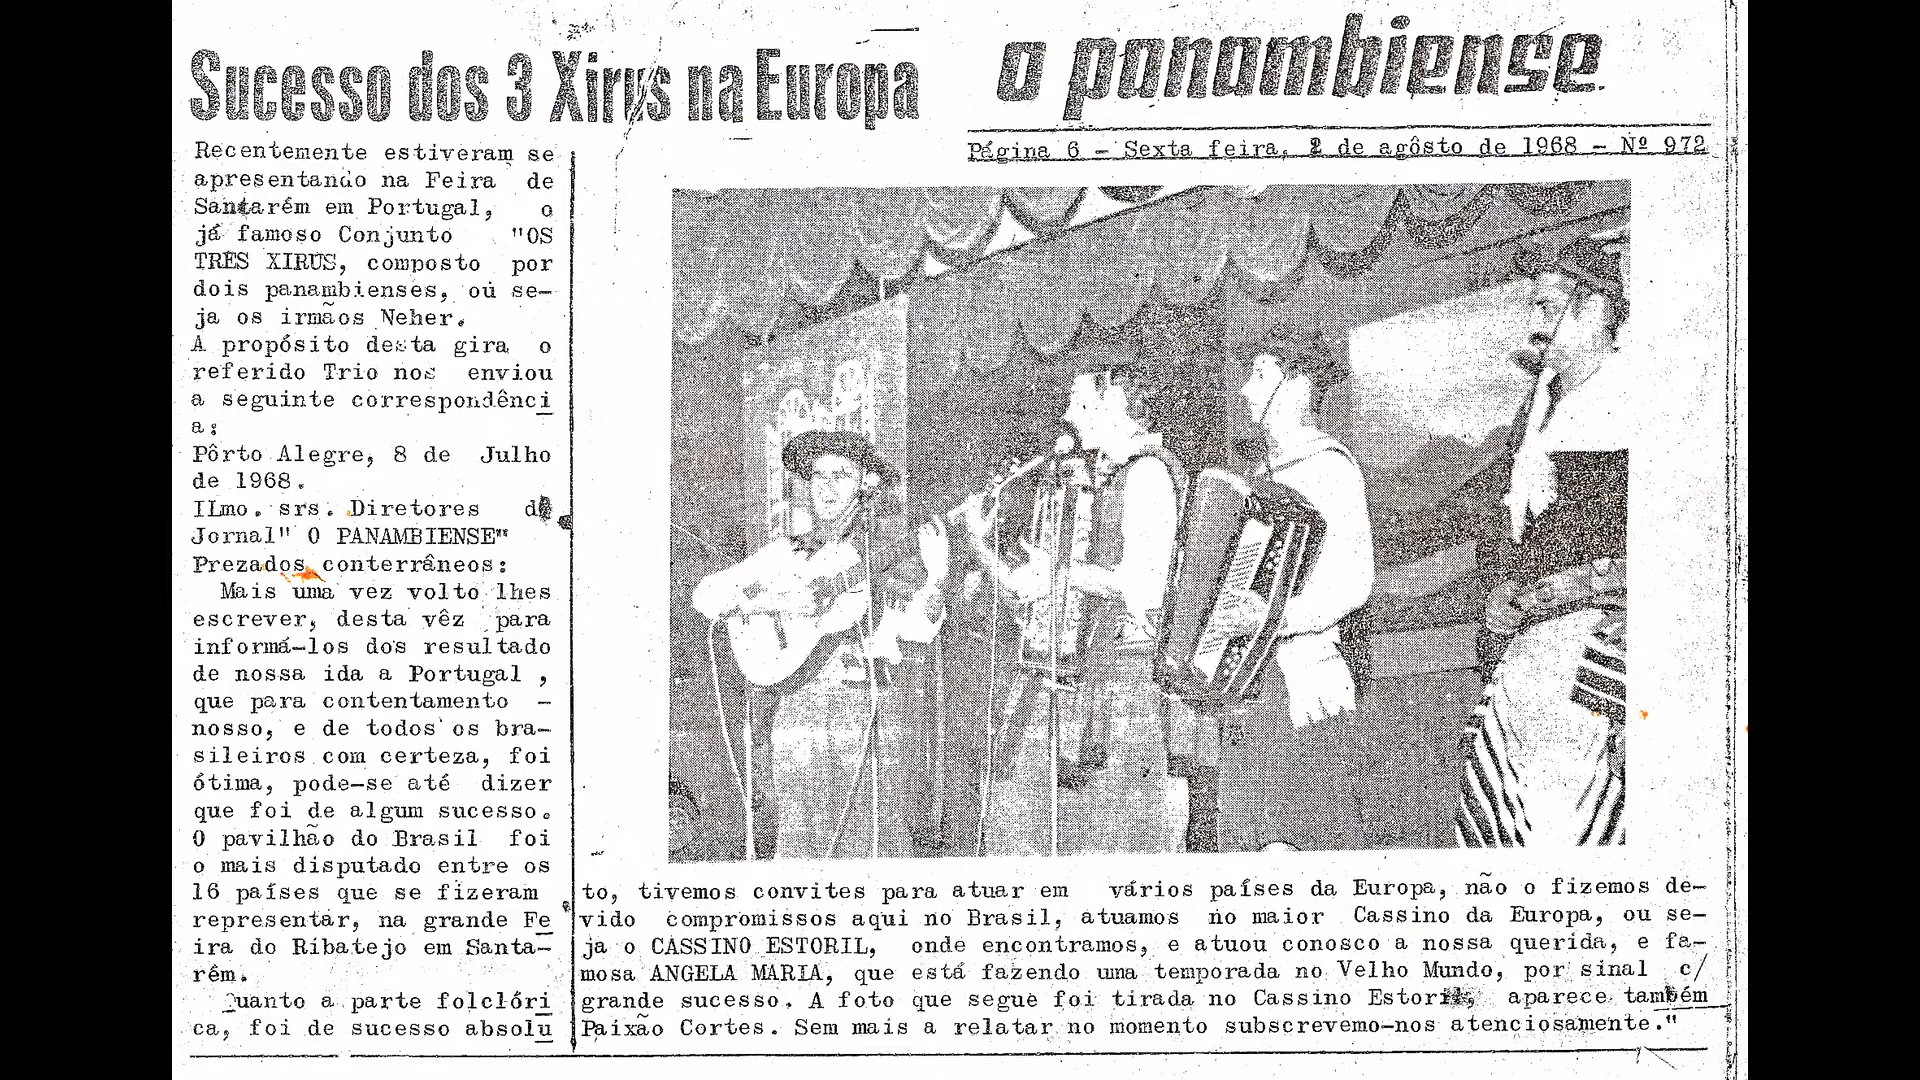 Sucesso dos 3 Xirus na Europa
o panambiense
Página 6 - Sexta feira, 2 de agôsto de 1968 - Nº 972
Recentemente estiveram se
apresentando na Feira de
Santarém em Portugal, o
já famoso Conjunto "OS
TRÊS XIRUS, composto por
dois panambienses, ou se-
ja os irmãos Neher.
A propósito desta gira o
referido Trio nos enviou
a seguinte correspondênci
a:
Pôrto Alegre, 8 de Julho
de 1968.
ILmo. srs. Diretores do
Jornal" O PANAMBIENSE"
Prezados conterrâneos:
Mais uma vez volto lhes
escrever, desta vêz para
informá-los dos resultado
de nossa ida a Portugal ,
que para contentamento -
nosso, e de todos os bra-
sileiros com certeza, foi
ótima, pode-se até dizer
que foi de algum sucesso.
O pavilhão do Brasil foi
o mais disputado entre os
16 países que se fizeram
representar, na grande Fe
ira do Ribatejo em Santa-
rêm.
Quanto a parte folclóri
ca, foi de sucesso absolu
to, tivemos convites para atuar em vários países da Europa, não o fizemos de-
vido compromissos aqui no Brasil, atuamos no maior Cassino da Europa, ou se-
ja o CASSINO ESTORIL, onde encontramos, e atuou conosco a nossa querida, e fa-
mosa ANGELA MARIA, que está fazendo uma temporada no Velho Mundo, por sinal c/
grande sucesso. A foto que segue foi tirada no Cassino Estoril, aparece também
Paixão Cortes. Sem mais a relatar no momento subscrevemo-nos atenciosamente."